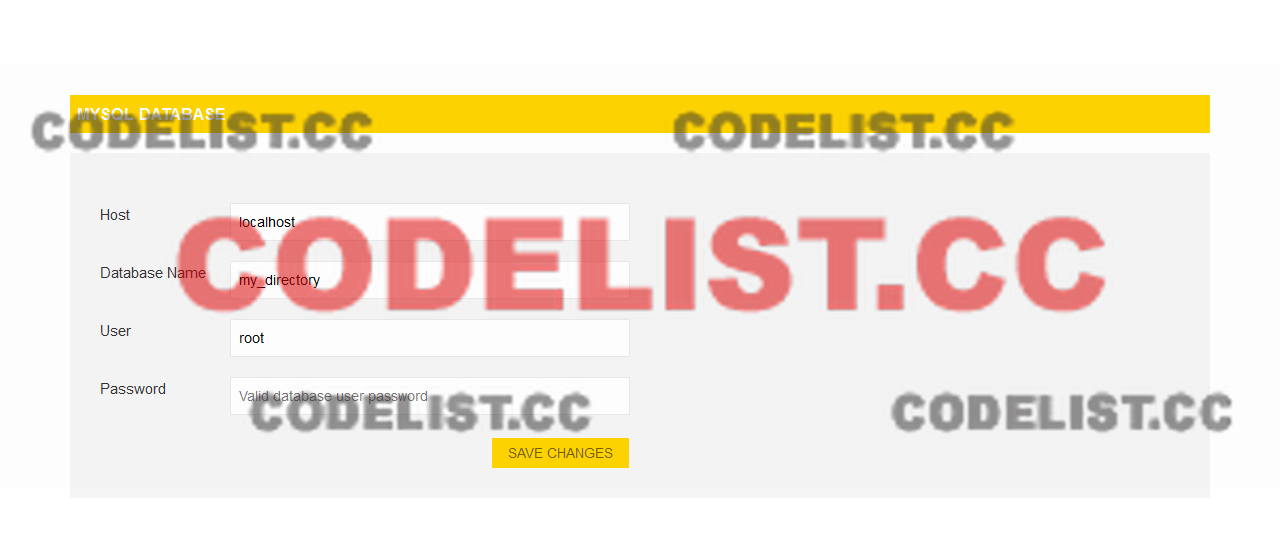 MYSQL DATABASE
CODELIST.CC
CODELIST.CC
Host
localhost
CODELIST.CC
Database Name
my_directory
User
root
Password
Valid database user password
CODELIST.CC
CODELIST.CC
SAVE CHANGES